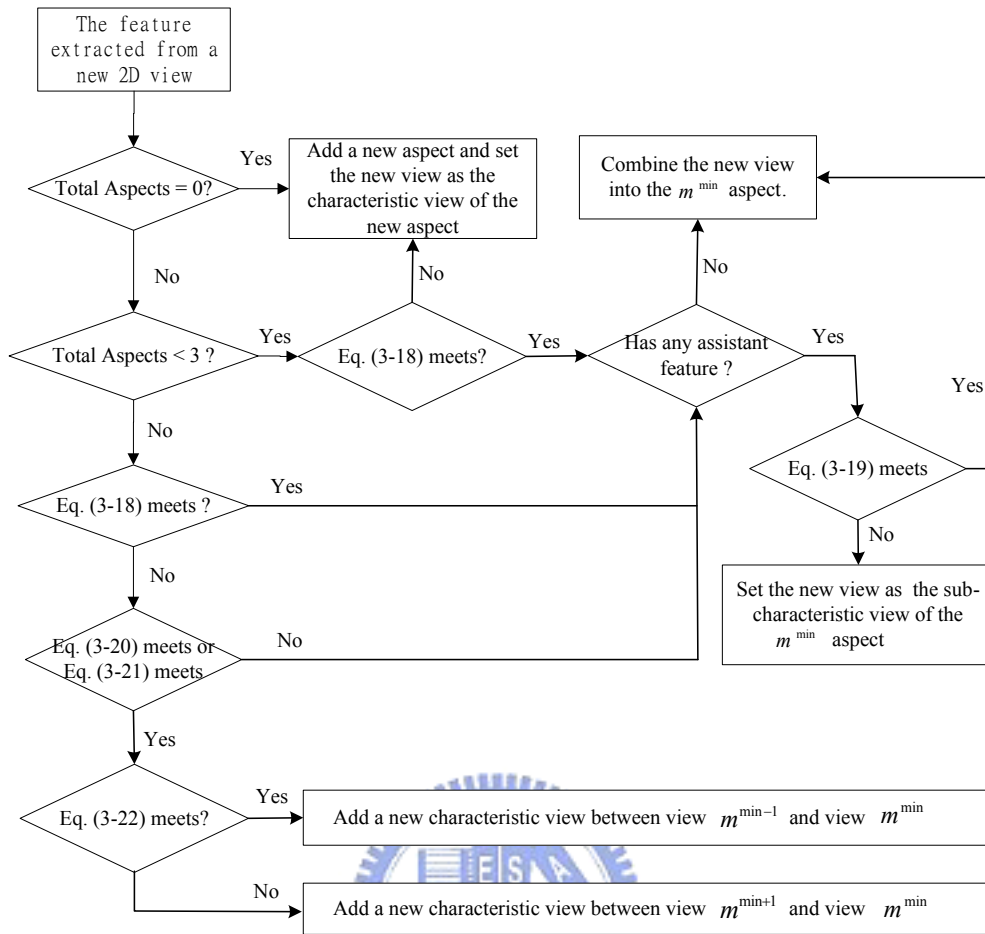 The feature
extracted from a
new 2D view
Total Aspects = 0?
Yes
Add a new aspect and set
the new view as the
characteristic view of the
new aspect
Combine the new view
into the m^min aspect.
No
No
No
Total Aspects < 3 ?
Yes
Eq. (3-18) meets?
Yes
Has any assistant
feature ?
Yes
Yes
No
Eq. (3-18) meets ?
Yes
Eq. (3-19) meets
No
No
Set the new view as the sub-
characteristic view of the
m^min aspect
Eq. (3-20) meets or
Eq. (3-21) meets
No
Yes
Eq. (3-22) meets?
Yes
Add a new characteristic view between view m^min−1 and view m^min
E S A
No
Add a new characteristic view between view m^min+1 and view m^min